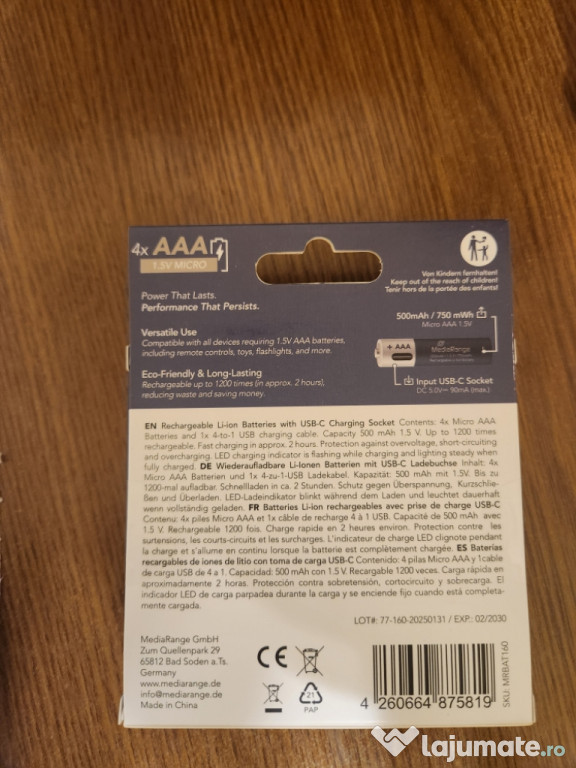 4x AAA
1.5V MICRO
Von Kindern fernhalten!
Keep out of the reach of children!
Tenir hors de la portée des enfants!
Power That Lasts.
Performance That Persists.
500mAh / 750 mWh
Micro AAA 1.5V
Versatile Use
Compatible with all devices requiring 1.5V AAA batteries,
including remote controls, toys, flashlights, and more.
+ AAA
MediaRange
Eco-Friendly & Long-Lasting
Rechargeable up to 1200 times (in approx. 2 hours),
reducing waste and saving money.
Input USB-C Socket
DC 5.0V⎓ 90mA (max.)
EN Rechargeable Li-ion Batteries with USB-C Charging Socket Contents: 4x Micro AAA
Batteries and 1x 4-to-1 USB charging cable. Capacity 500 mAh 1.5 V. Up to 1200 times
rechargeable. Fast charging in approx. 2 hours. Protection against overvoltage, short-circuiting
and overcharging. LED charging indicator is flashing while charging and lighting steady when
fully charged. DE Wiederaufladbare Li-Ionen Batterien mit USB-C Ladebuchse Inhalt: 4x
Micro AAA Batterien und 1x 4-zu-1-USB Ladekabel. Kapazität: 500 mAh mit 1.5V. Bis zu
1200-mal aufladbar. Schnellladen in ca. 2 Stunden. Schutz gegen Überspannung, Kurzschlie-
ßen und Überladen. LED-Ladeindikator blinkt während dem Laden und leuchtet dauerhaft
wenn vollständig geladen. FR Batteries Li-ion rechargeables avec prise de charge USB-C
Contenu: 4x piles Micro AAA et 1x câble de recharge 4 à 1 USB. Capacité de 500 mAh avec
1.5 V. Rechargeable 1200 fois. Charge rapide en 2 heures environ. Protection contre les
surtensions, les courts-circuits et les surcharges. L'indicateur de charge LED clignote pendant
la charge et s'allume en continu lorsque la batterie est complètement chargée. ES Baterias
recargables de iones de litio con toma de carga USB-C Contenido: 4 pilas Micro AAA y 1cable
de carga USB de 4 a 1. Capacidad: 500 mAh con 1.5V. Recargable 1200 veces. Carga rápida en
aproximadamente 2 horas. Protección contra sobretensión, cortocircuito y sobrecarga. El
indicador LED de carga parpadea durante la carga y se enciende fijo cuando está completa-
mente cargada.
LOT#: 77-160-20250131 / EXP.: 02/2030
MediaRange GmbH
Zum Quellenpark 29
65812 Bad Soden a.Ts.
Germany
www.mediarange.de
info@mediarange.de
Made in China
CE
21
PAP
4 260664 875819
SKU: MRBAT160
lajumate.ro